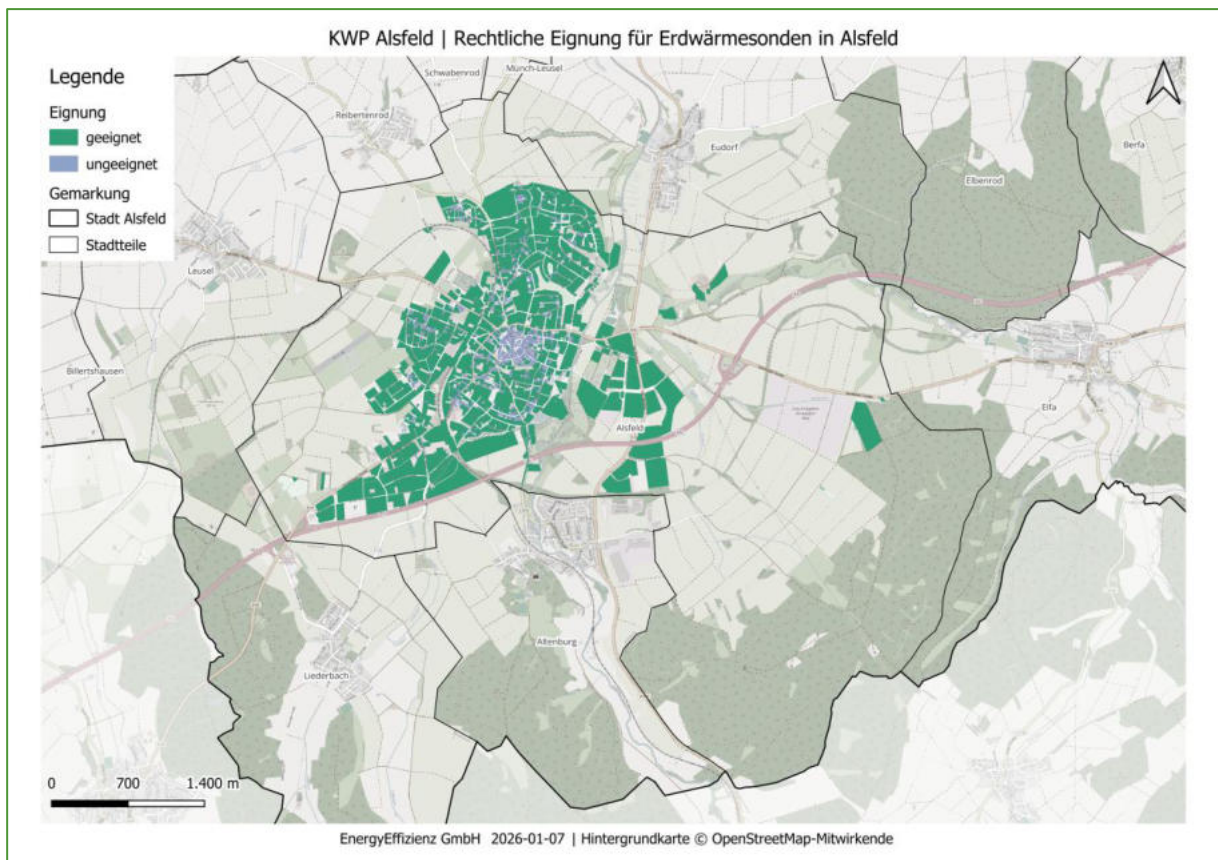 KWP Alsfeld | Rechtliche Eignung für Erdwärmesonden in Alsfeld
Legende
Eignung
geeignet
ungeeignet
Gemarkung
Stadt Alsfeld
Stadtteile
Schwabenrod
Münch-Leusel
Reibertenrod
Eudorf
Berfa
Elbenrod
Leusel
Billertshausen
Elfa
Alsfeld
Altenburg
Liederbach
0 700 1.400 m
EnergyEffizienz GmbH 2026-01-07 | Hintergrundkarte © OpenStreetMap-Mitwirkende